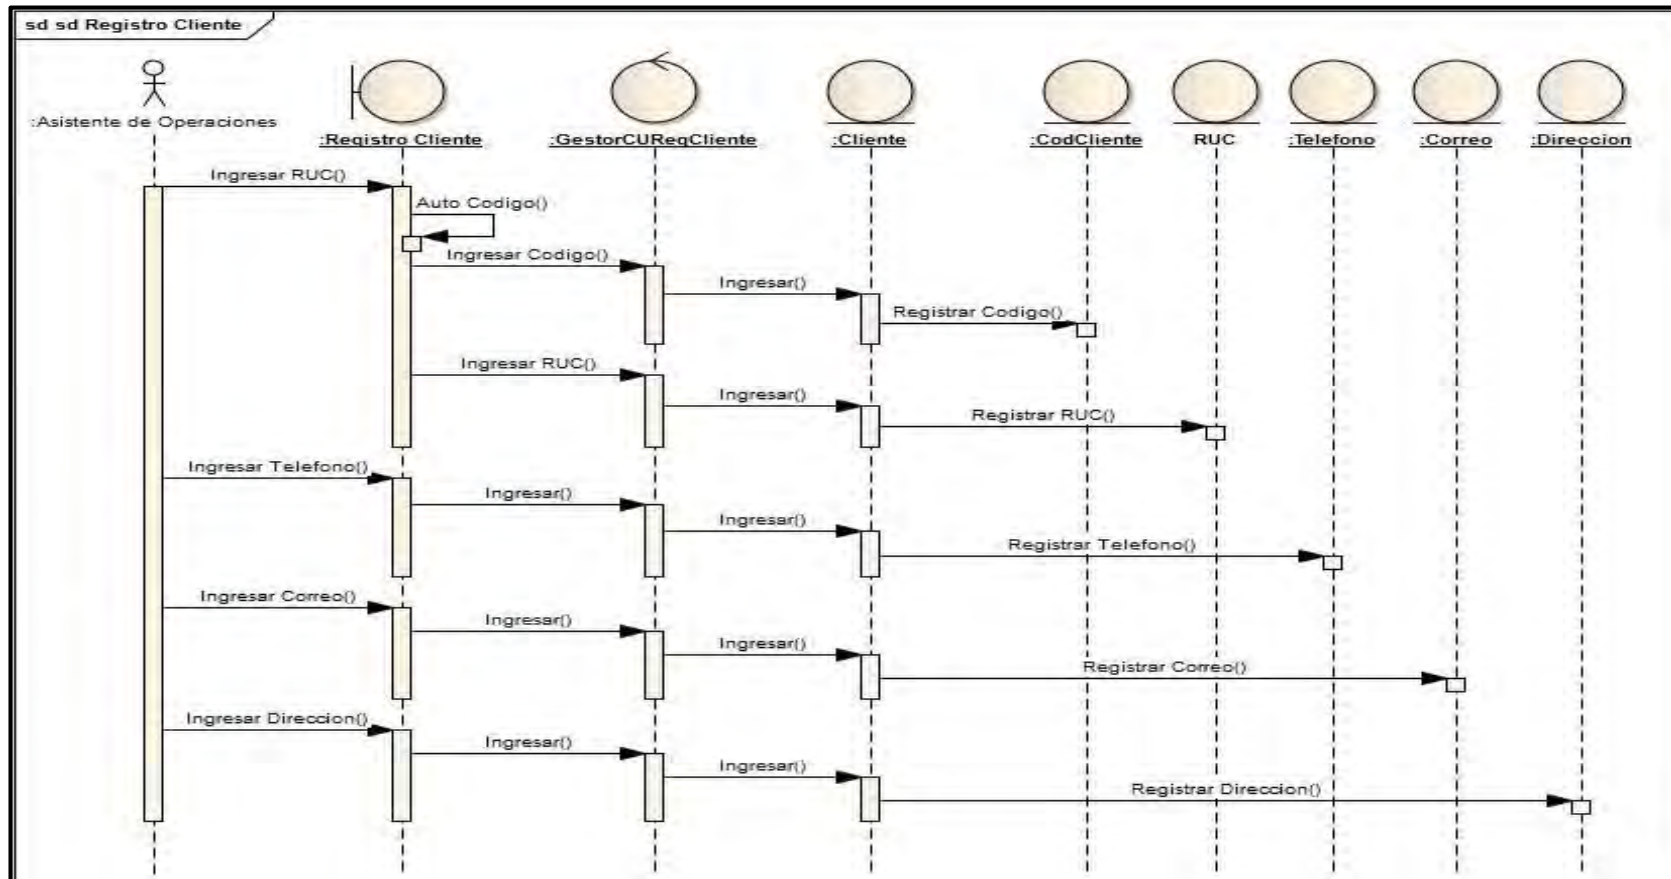 sd sd Registro Cliente
:Asistente de Operaciones
:Registro Cliente
:GestorCURegCliente
:Cliente
:CodCliente
RUC
:Telefono
:Correo
:Direccion
Ingresar RUC()
Auto Codigo()
Ingresar Codigo()
Ingresar()
Registrar Codigo()
Ingresar RUC()
Ingresar()
Registrar RUC()
Ingresar Telefono()
Ingresar()
Ingresar()
Registrar Telefono()
Ingresar Correo()
Ingresar()
Ingresar()
Registrar Correo()
Ingresar Direccion()
Ingresar()
Ingresar()
Registrar Direccion()